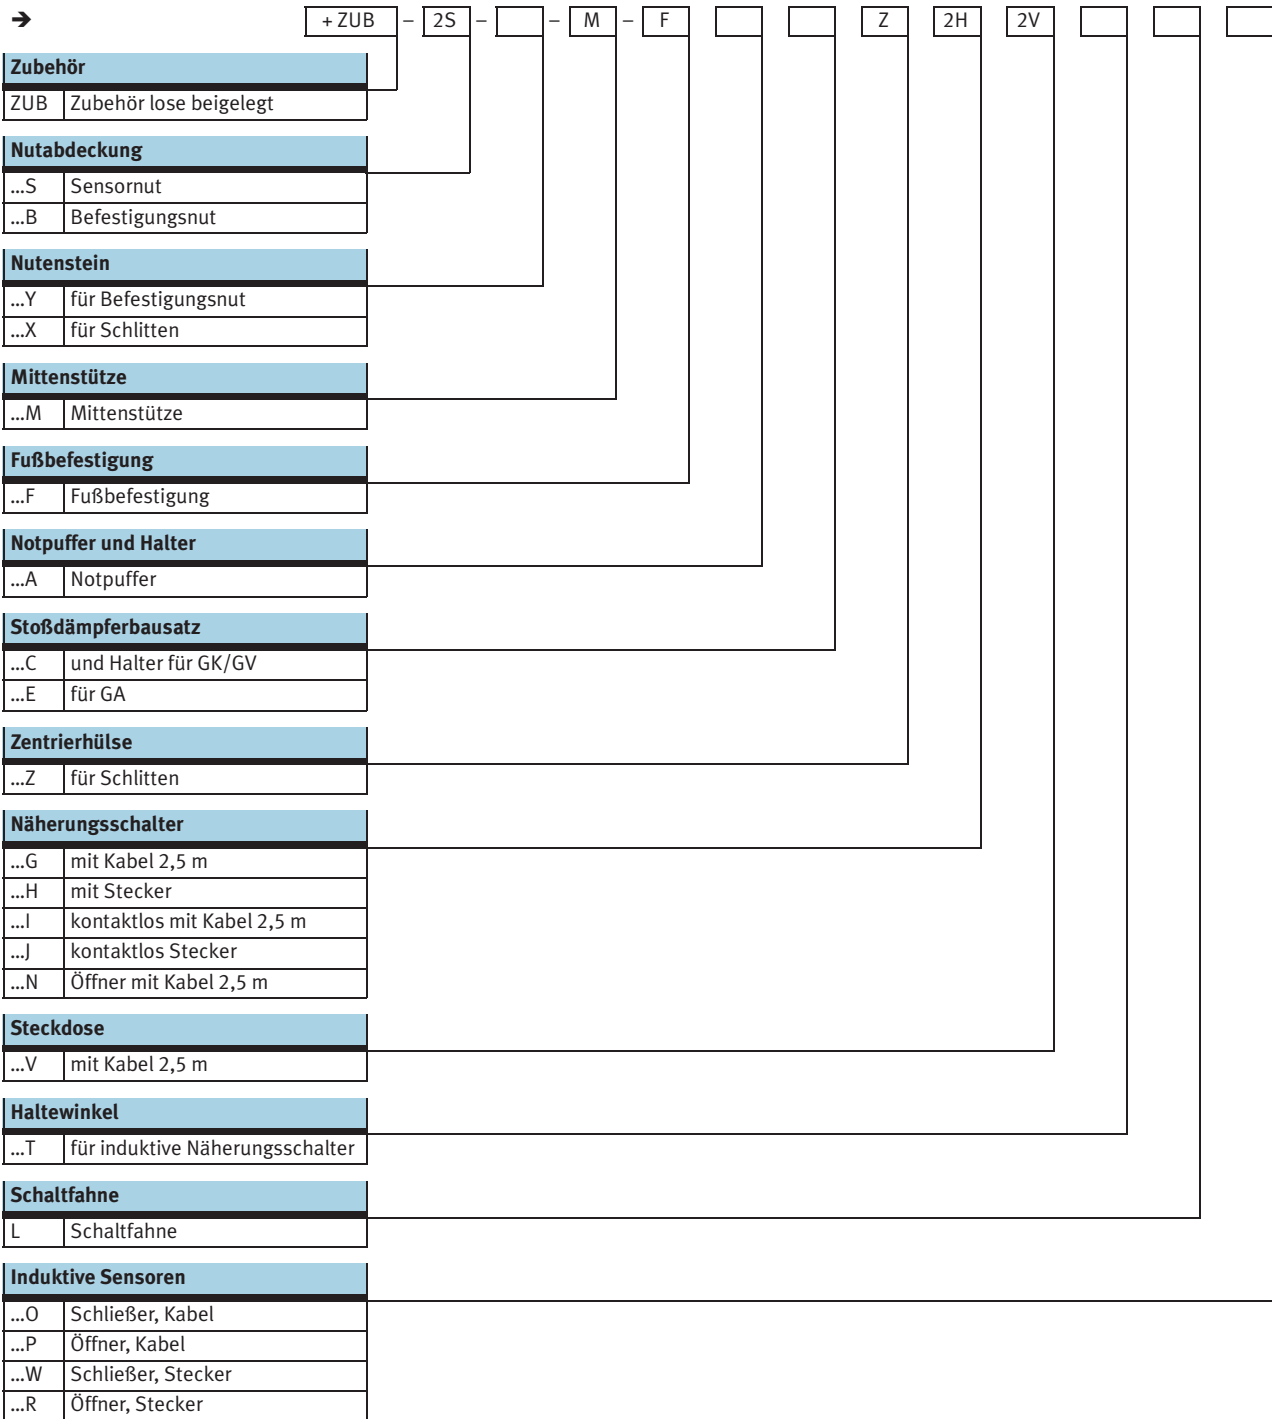 ➔ + ZUB – 2S – – M – F Z 2H 2V
Zubehör
ZUB Zubehör lose beigelegt
Nutabdeckung
...S Sensornut
...B Befestigungsnut
Nutenstein
...Y für Befestigungsnut
...X für Schlitten
Mittenstütze
...M Mittenstütze
Fußbefestigung
...F Fußbefestigung
Notpuffer und Halter
...A Notpuffer
Stoßdämpferbausatz
...C und Halter für GK/GV
...E für GA
Zentrierhülse
...Z für Schlitten
Näherungsschalter
...G mit Kabel 2,5 m
...H mit Stecker
...I kontaktlos mit Kabel 2,5 m
...J kontaktlos Stecker
...N Öffner mit Kabel 2,5 m
Steckdose
...V mit Kabel 2,5 m
Haltewinkel
...T für induktive Näherungsschalter
Schaltfahne
L Schaltfahne
Induktive Sensoren
...O Schließer, Kabel
...P Öffner, Kabel
...W Schließer, Stecker
...R Öffner, Stecker